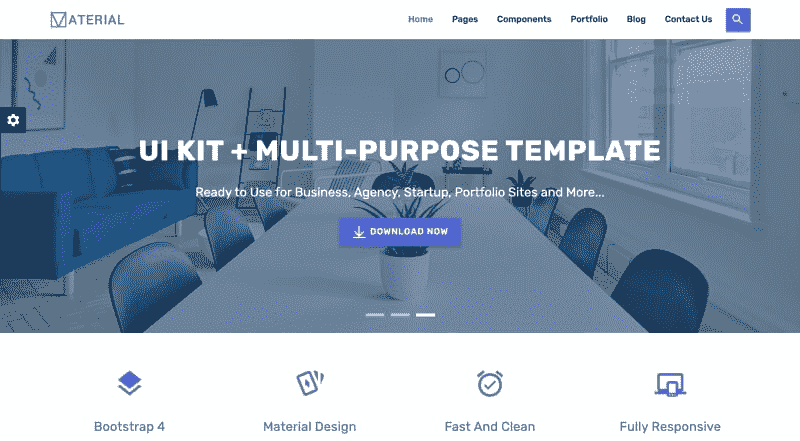 MATERIAL
Home Pages Components Portfolio Blog Contact Us
UI KIT + MULTI-PURPOSE TEMPLATE
Ready to Use for Business, Agency, Startup, Portfolio Sites and More...
DOWNLOAD NOW
Bootstrap 4 Material Design Fast And Clean Fully Responsive